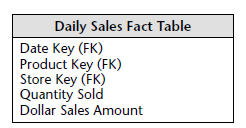 Daily Sales Fact Table
Date Key (FK)
Product Key (FK)
Store Key (FK)
Quantity Sold
Dollar Sales Amount